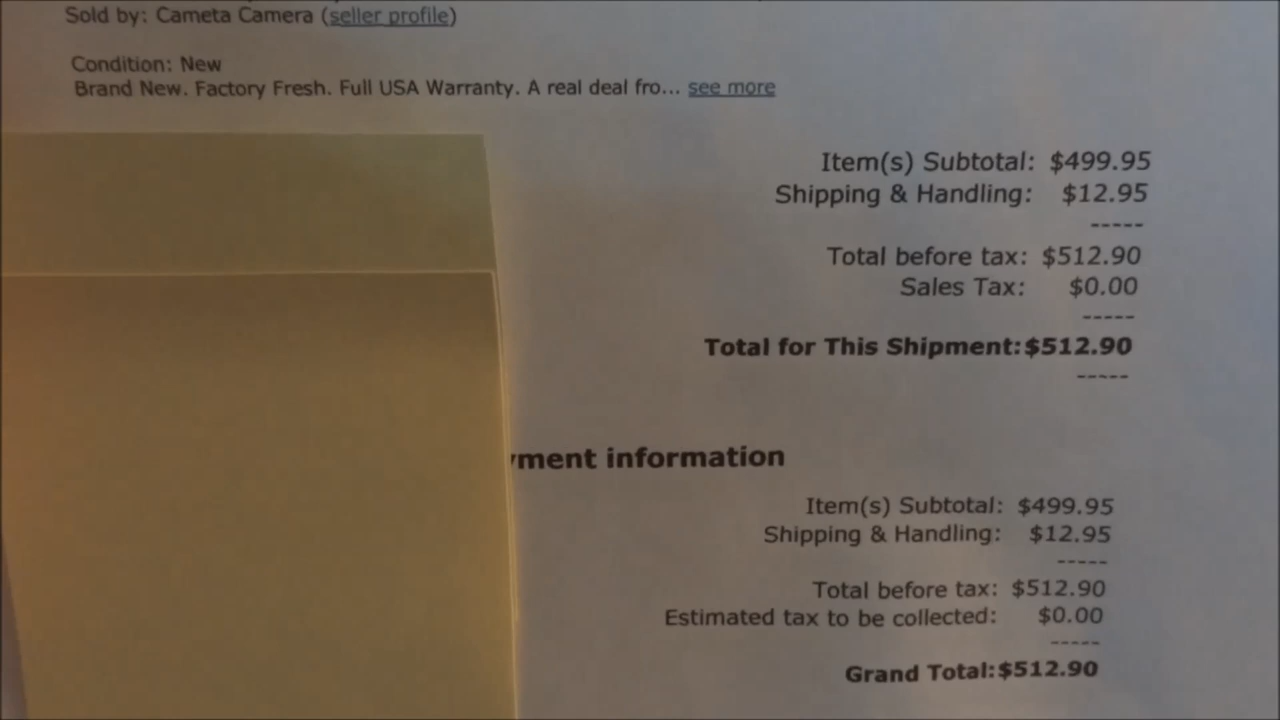 Sold by: Cameta Camera (seller profile)
Condition: New
Brand New. Factory Fresh. Full USA Warranty. A real deal fro... see more
Item(s) Subtotal: $499.95
Shipping & Handling: $12.95
-----
Total before tax: $512.90
Sales Tax: $0.00
-----
Total for This Shipment: $512.90
-----
yment information
Item(s) Subtotal: $499.95
Shipping & Handling: $12.95
-----
Total before tax: $512.90
Estimated tax to be collected: $0.00
-----
Grand Total: $512.90